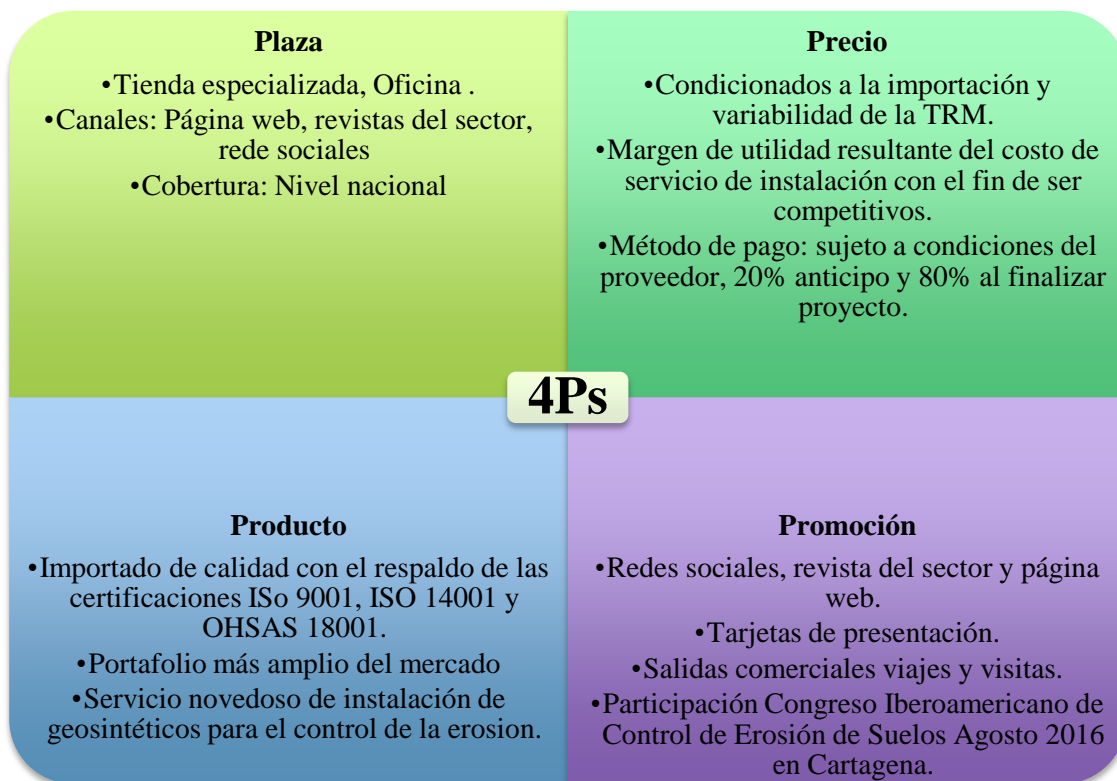 Plaza
•Tienda especializada, Oficina .
•Canales: Página web, revistas del sector,
rede sociales
•Cobertura: Nivel nacional
Precio
•Condicionados a la importación y
variabilidad de la TRM.
•Margen de utilidad resultante del costo de
servicio de instalación con el fin de ser
competitivos.
•Método de pago: sujeto a condiciones del
proveedor, 20% anticipo y 80% al finalizar
proyecto.
4Ps
Producto
•Importado de calidad con el respaldo de las
certificaciones ISo 9001, ISO 14001 y
OHSAS 18001.
•Portafolio más amplio del mercado
•Servicio novedoso de instalación de
geosintéticos para el control de la erosion.
Promoción
•Redes sociales, revista del sector y página
web.
•Tarjetas de presentación.
•Salidas comerciales viajes y visitas.
•Participación Congreso Iberoamericano de
Control de Erosión de Suelos Agosto 2016
en Cartagena.